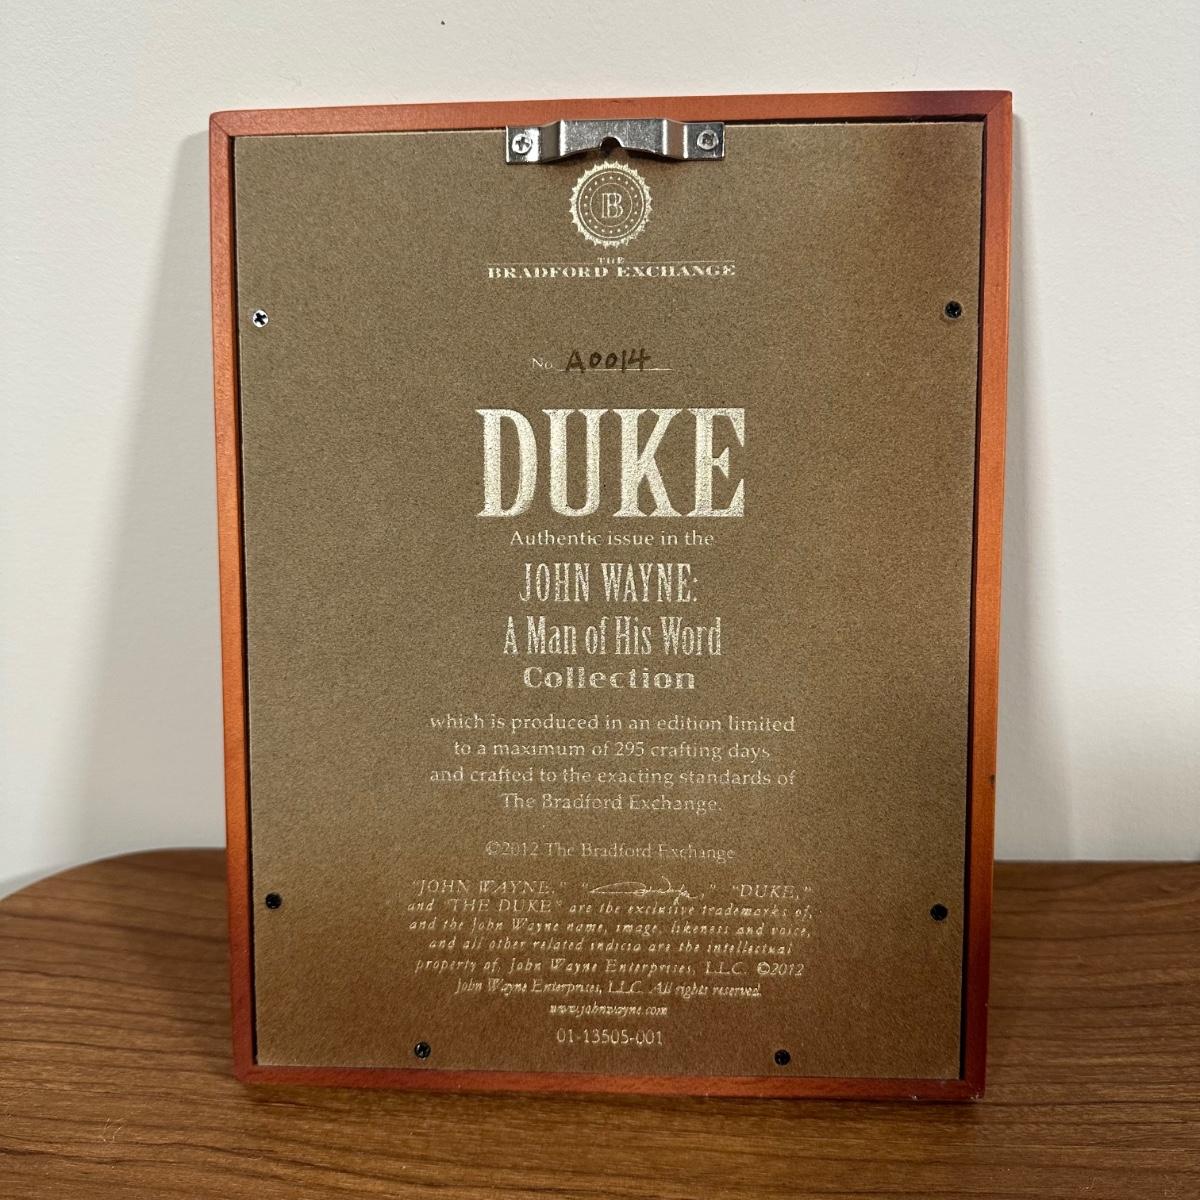 B
THE
BRADFORD EXCHANGE
No. A0014
DUKE
Authentic issue in the
JOHN WAYNE:
A Man of His Word
Collection
which is produced in an edition limited
to a maximum of 295 crafting days
and crafted to the exacting standards of
The Bradford Exchange.
©2012 The Bradford Exchange
"JOHN WAYNE," " ," "DUKE,"
and "THE DUKE" are the exclusive trademarks of,
and the John Wayne name, image, likeness and voice,
and all other related indicia are the intellectual
property of, John Wayne Enterprises, LLC. ©2012
John Wayne Enterprises, LLC. All rights reserved.
www.johnwayne.com
01-13505-001